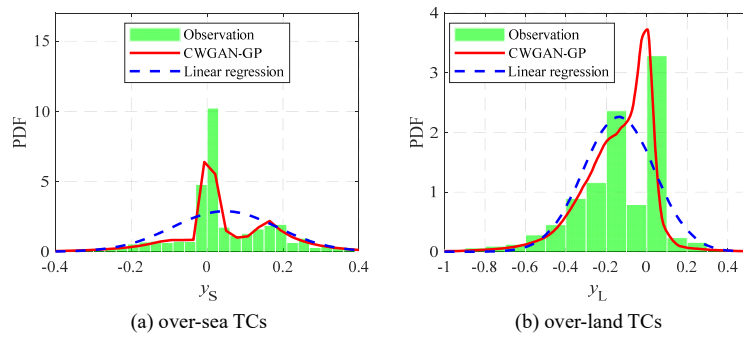 Observation
CWGAN-GP
Linear regression
15
10
5
0
PDF
-0.4
-0.2
0
0.2
0.4
y_S
(a) over-sea TCs
Observation
CWGAN-GP
Linear regression
4
3
2
1
0
PDF
-1
-0.8
-0.6
-0.4
-0.2
0
0.2
0.4
y_L
(b) over-land TCs